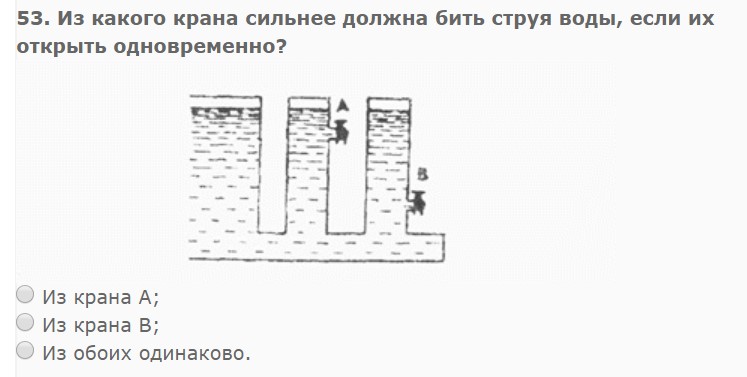 53. Из какого крана сильнее должна бить струя воды, если их
открыть одновременно?
A
B
Из крана А;
Из крана В;
Из обоих одинаково.